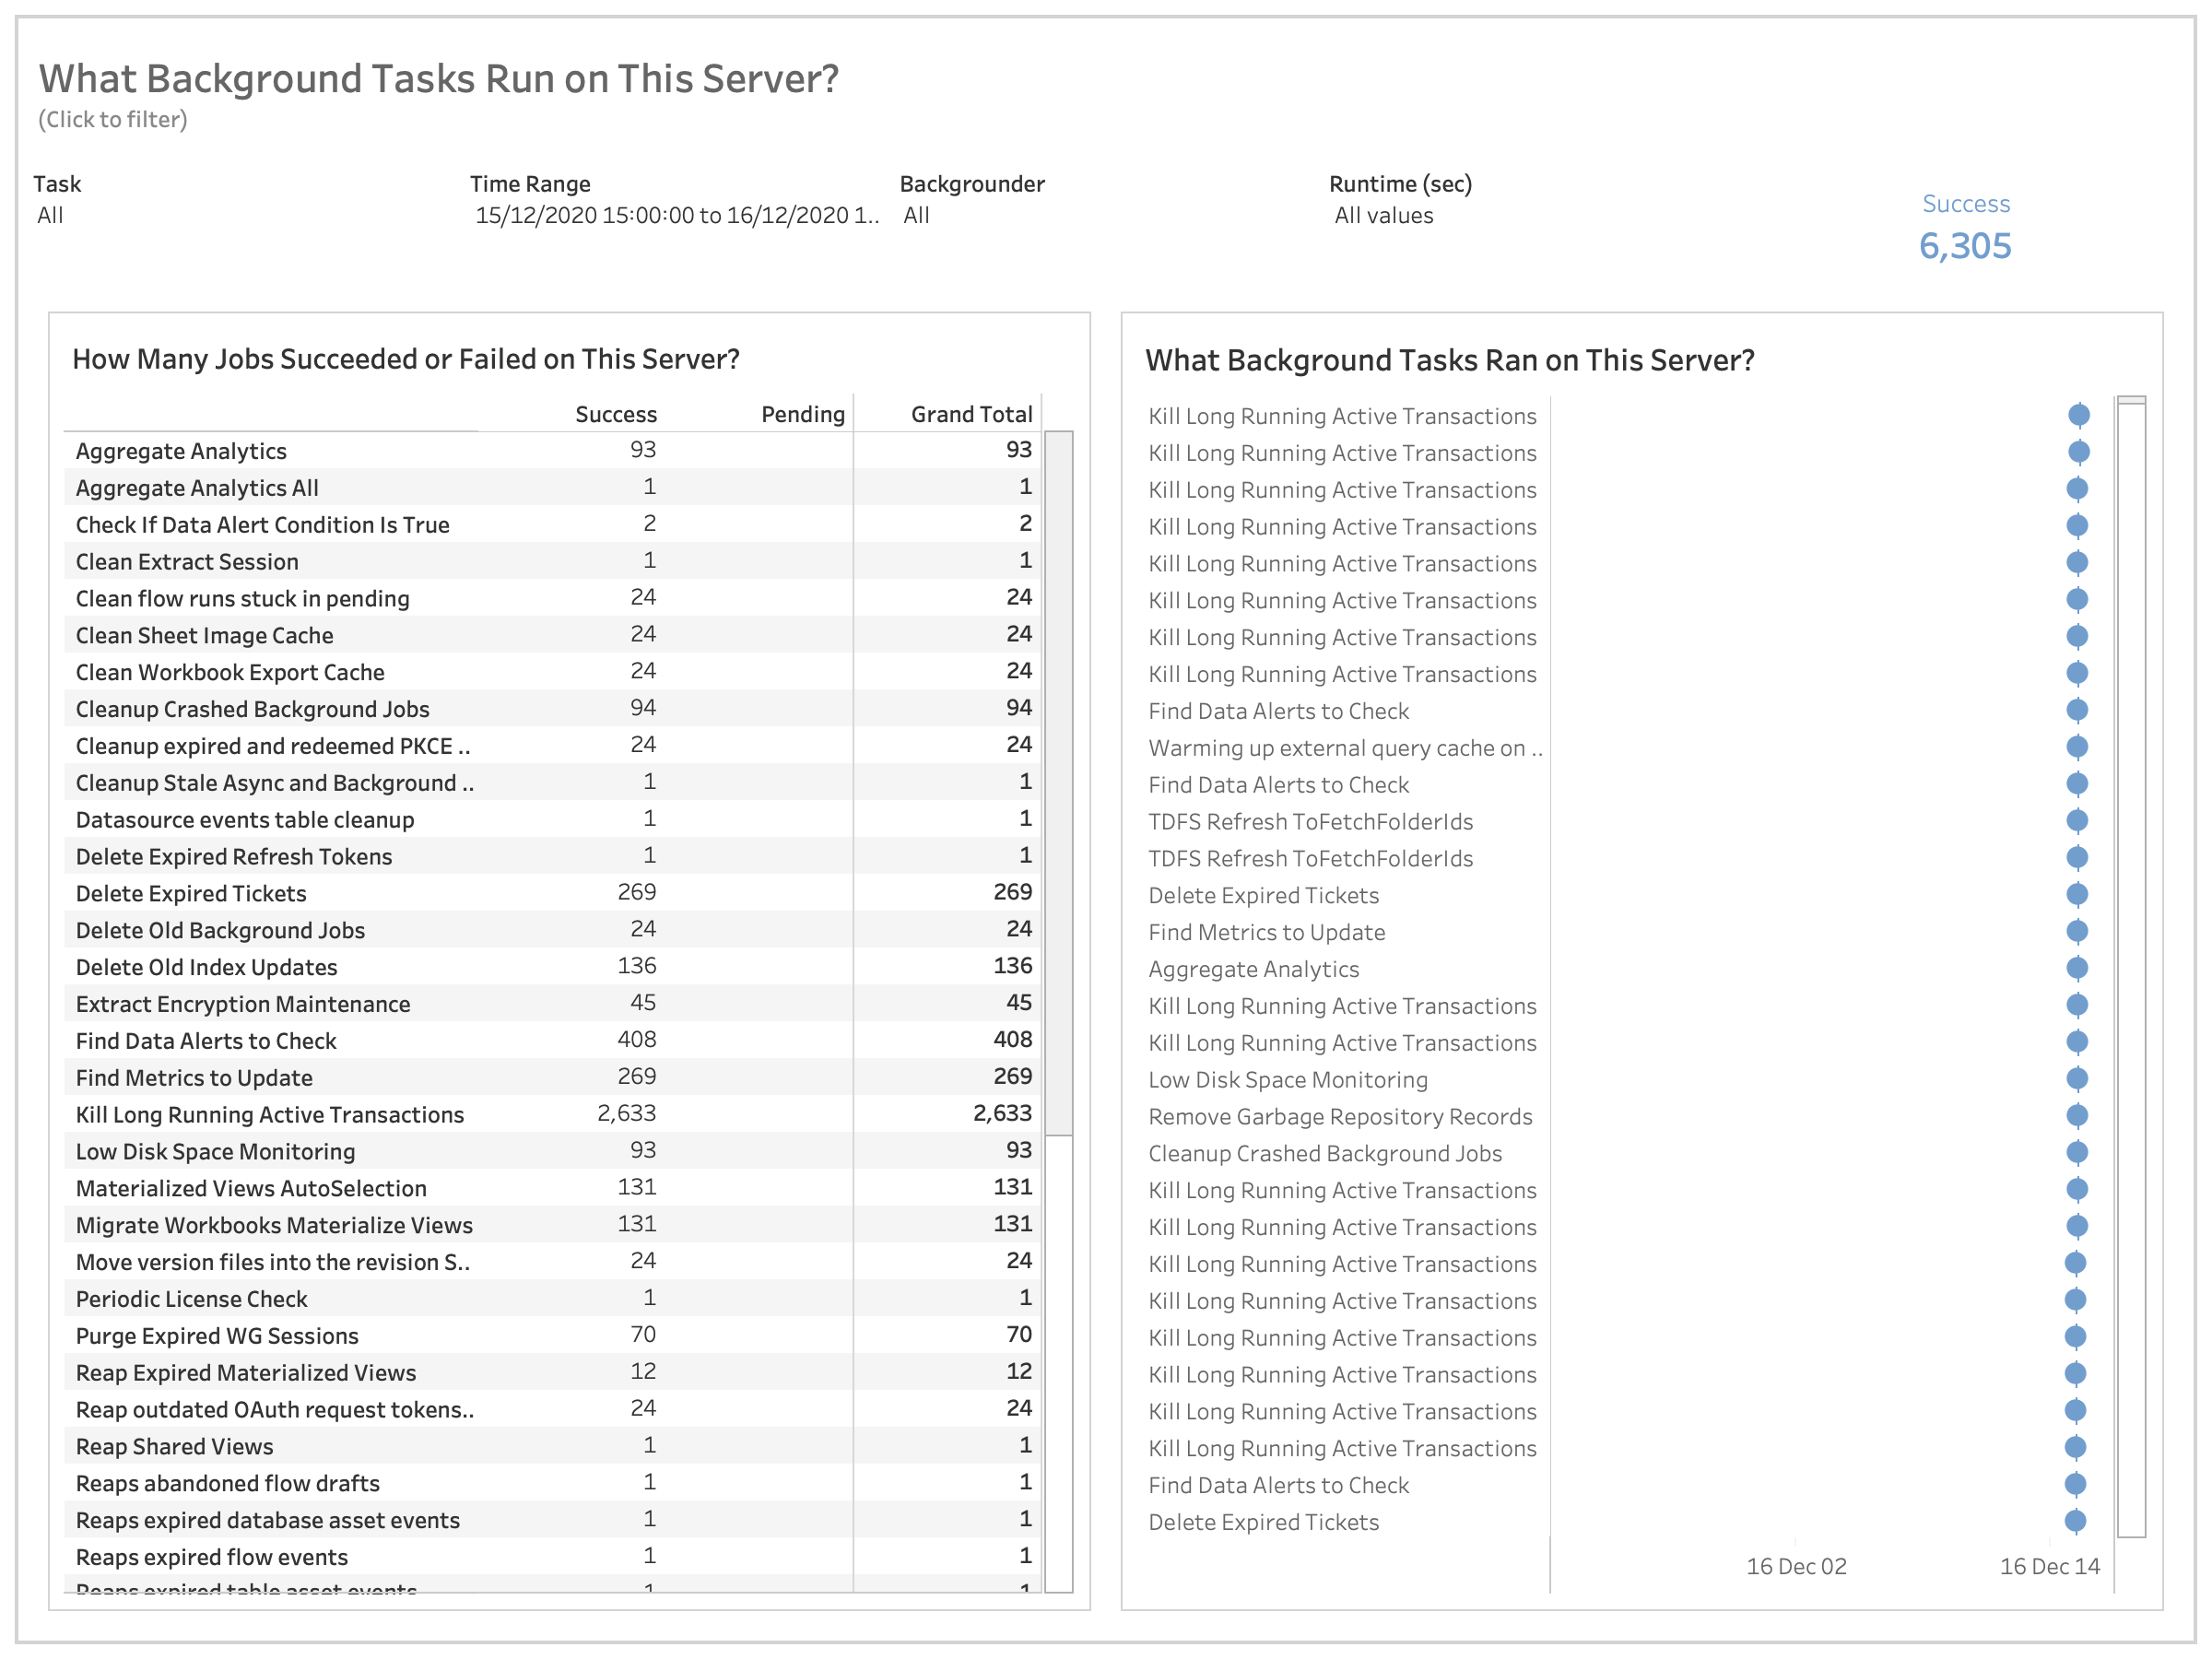 What Background Tasks Run on This Server?
(Click to filter)
Task Time Range Backgrounder Runtime (sec)
All 15/12/2020 15:00:00 to 16/12/2020 1.. All All values
Success
6,305
How Many Jobs Succeeded or Failed on This Server?
Success Pending Grand Total
Aggregate Analytics 93 93
Aggregate Analytics All 1 1
Check If Data Alert Condition Is True 2 2
Clean Extract Session 1 1
Clean flow runs stuck in pending 24 24
Clean Sheet Image Cache 24 24
Clean Workbook Export Cache 24 24
Cleanup Crashed Background Jobs 94 94
Cleanup expired and redeemed PKCE .. 24 24
Cleanup Stale Async and Background .. 1 1
Datasource events table cleanup 1 1
Delete Expired Refresh Tokens 1 1
Delete Expired Tickets 269 269
Delete Old Background Jobs 24 24
Delete Old Index Updates 136 136
Extract Encryption Maintenance 45 45
Find Data Alerts to Check 408 408
Find Metrics to Update 269 269
Kill Long Running Active Transactions 2,633 2,633
Low Disk Space Monitoring 93 93
Materialized Views AutoSelection 131 131
Migrate Workbooks Materialize Views 131 131
Move version files into the revision S.. 24 24
Periodic License Check 1 1
Purge Expired WG Sessions 70 70
Reap Expired Materialized Views 12 12
Reap outdated OAuth request tokens.. 24 24
Reap Shared Views 1 1
Reaps abandoned flow drafts 1 1
Reaps expired database asset events 1 1
Reaps expired flow events 1 1
Reaps expired table asset events 1 1
What Background Tasks Ran on This Server?
Kill Long Running Active Transactions
Kill Long Running Active Transactions
Kill Long Running Active Transactions
Kill Long Running Active Transactions
Kill Long Running Active Transactions
Kill Long Running Active Transactions
Kill Long Running Active Transactions
Kill Long Running Active Transactions
Find Data Alerts to Check
Warming up external query cache on ..
Find Data Alerts to Check
TDFS Refresh ToFetchFolderIds
TDFS Refresh ToFetchFolderIds
Delete Expired Tickets
Find Metrics to Update
Aggregate Analytics
Kill Long Running Active Transactions
Kill Long Running Active Transactions
Low Disk Space Monitoring
Remove Garbage Repository Records
Cleanup Crashed Background Jobs
Kill Long Running Active Transactions
Kill Long Running Active Transactions
Kill Long Running Active Transactions
Kill Long Running Active Transactions
Kill Long Running Active Transactions
Kill Long Running Active Transactions
Kill Long Running Active Transactions
Kill Long Running Active Transactions
Find Data Alerts to Check
Delete Expired Tickets
16 Dec 02 16 Dec 14